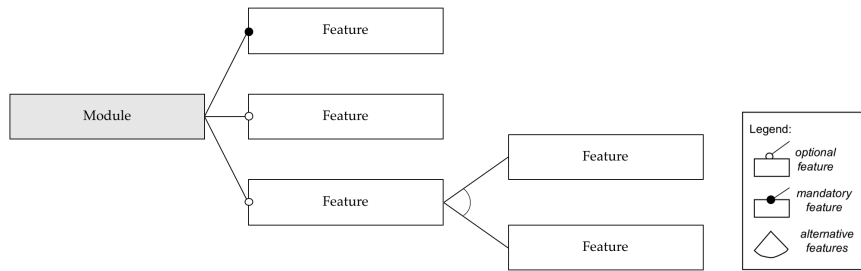 Feature
Module
Feature
Feature
Feature
Feature
Legend:
optional
feature
mandatory
feature
alternative
features